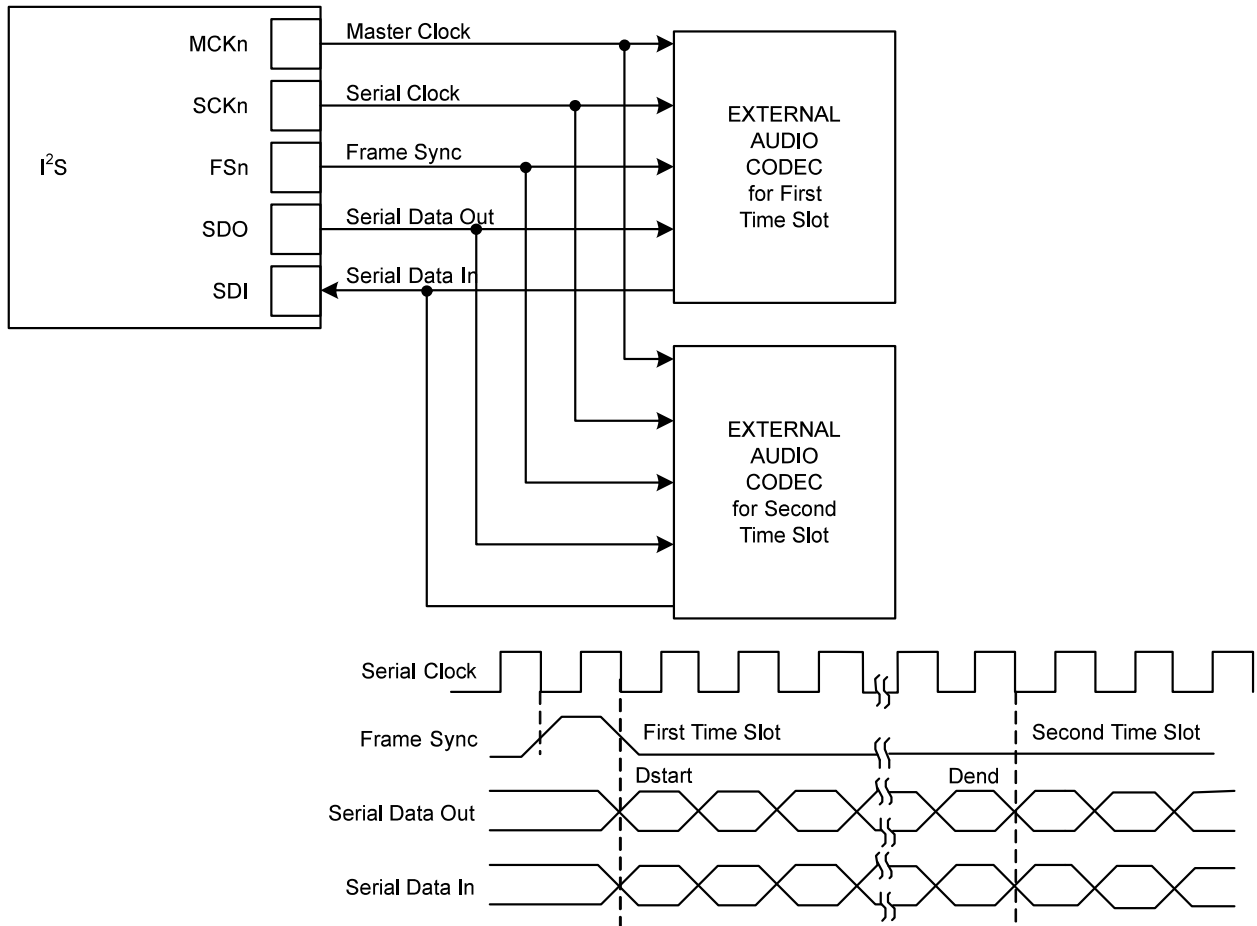 I²S
MCKn
SCKn
FSn
SDO
SDI
Master Clock
Serial Clock
Frame Sync
Serial Data Out
Serial Data In
EXTERNAL
AUDIO
CODEC
for First
Time Slot
EXTERNAL
AUDIO
CODEC
for Second
Time Slot
Serial Clock
Frame Sync
First Time Slot
Second Time Slot
Dstart
Dend
Serial Data Out
Serial Data In